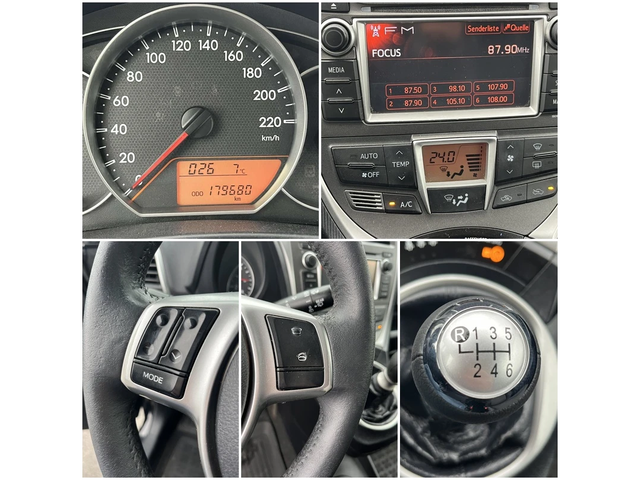 120 140
100 160
80 180
60 200
40 220
20 km/h
0
026 7°C
ODO 179680
km
FM Senderliste Quelle
FOCUS 87.90MHz
MEDIA
1 87.50 3 98.10 5 107.90
2 87.90 4 105.10 6 108.00
AUTO TEMP 24.0
OFF
A/C
MODE
R 1 3 5
2 4 6